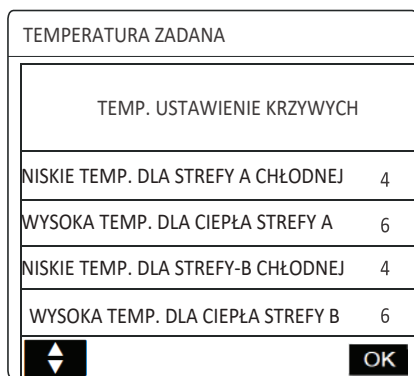 TEMPERATURA ZADANA
TEMP. USTAWIENIE KRZYWYCH
NISKIE TEMP. DLA STREFY A CHŁODNEJ 4
WYSOKA TEMP. DLA CIEPŁA STREFY A 6
NISKIE TEMP. DLA STREFY-B CHŁODNEJ 4
WYSOKA TEMP. DLA CIEPŁA STREFY B 6
OK